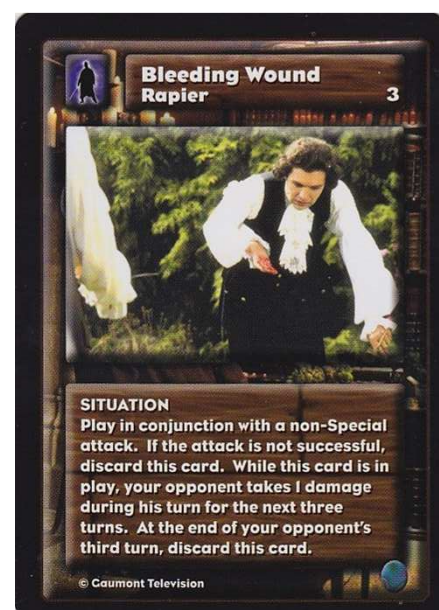 Bleeding Wound
Rapier 3
SITUATION
Play in conjunction with a non-Special
attack. If the attack is not successful,
discard this card. While this card is in
play, your opponent takes 1 damage
during his turn for the next three
turns. At the end of your opponent's
third turn, discard this card.
© Gaumont Television